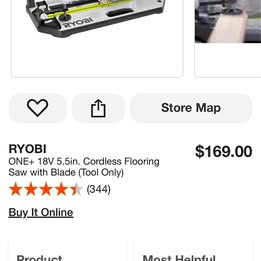 RYOBI
Store Map
RYOBI
$169.00
ONE+ 18V 5.5in. Cordless Flooring
Saw with Blade (Tool Only)
(344)
Buy It Online
Product
Most Helpful